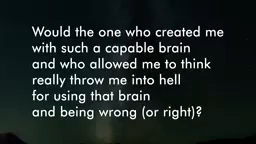 Would the one who created me
with such a capable brain
and who allowed me to think
really throw me into hell
for using that brain
and being wrong (or right)?